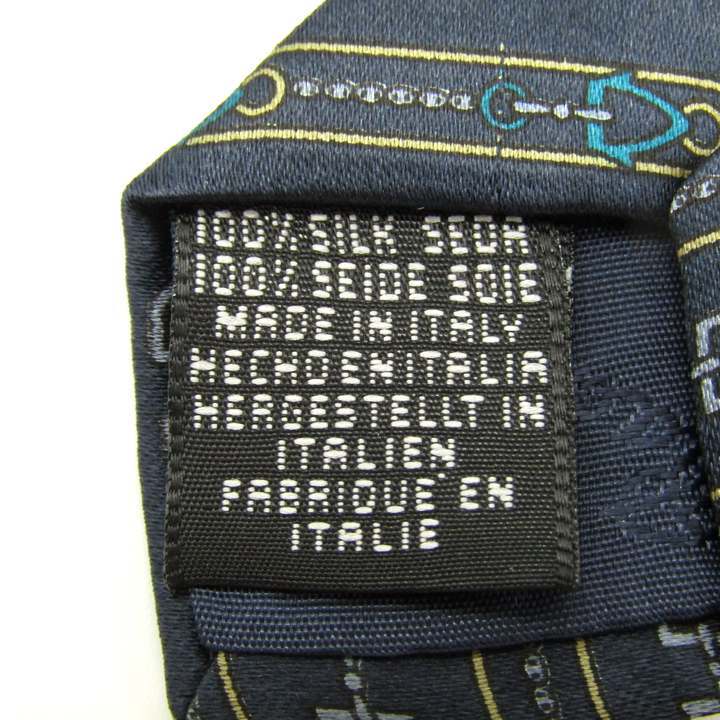 100% SILK SEDA
100% SEIDE SOIE
MADE IN ITALY
HECHO EN ITALIA
HERGESTELLT IN
ITALIEN
FABRIQUE EN
ITALIE